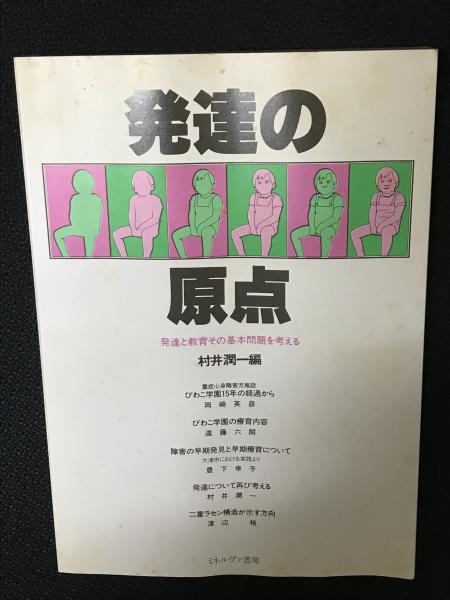 発達の
原点
発達と教育その基本問題を考える
村井潤一編
重症心身障害児施設
びわこ学園15年の経過から
岡崎英彦
びわこ学園の療育内容
遠藤六朗
障害の早期発見と早期療育について
大津市における実践より
豊下幸子
発達について再び考える
村井潤一
二重ラセン構造が示す方向
渡辺格
ミネルヴァ書房